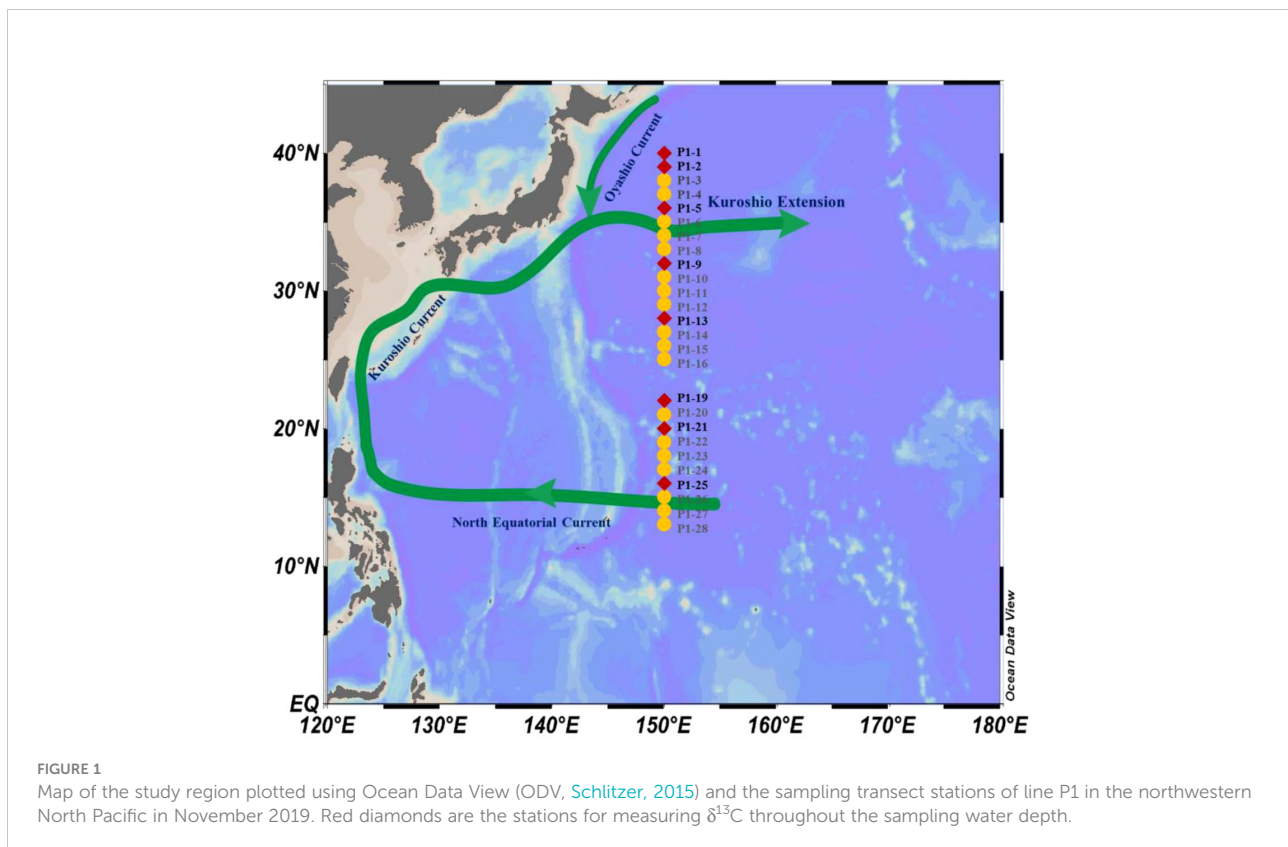 40°N
30°N
20°N
10°N
EQ
120°E
130°E
140°E
150°E
160°E
170°E
180°E
Oyashio Current
Kuroshio Extension
Kuroshio Current
North Equatorial Current
P1-1
P1-2
P1-3
P1-4
P1-5
P1-6
P1-7
P1-8
P1-9
P1-10
P1-11
P1-12
P1-13
P1-14
P1-15
P1-16
P1-19
P1-20
P1-21
P1-22
P1-23
P1-24
P1-25
P1-26
P1-27
P1-28
Ocean Data View
FIGURE 1
Map of the study region plotted using Ocean Data View (ODV, Schlitzer, 2015) and the sampling transect stations of line P1 in the northwestern
North Pacific in November 2019. Red diamonds are the stations for measuring δ¹³C throughout the sampling water depth.